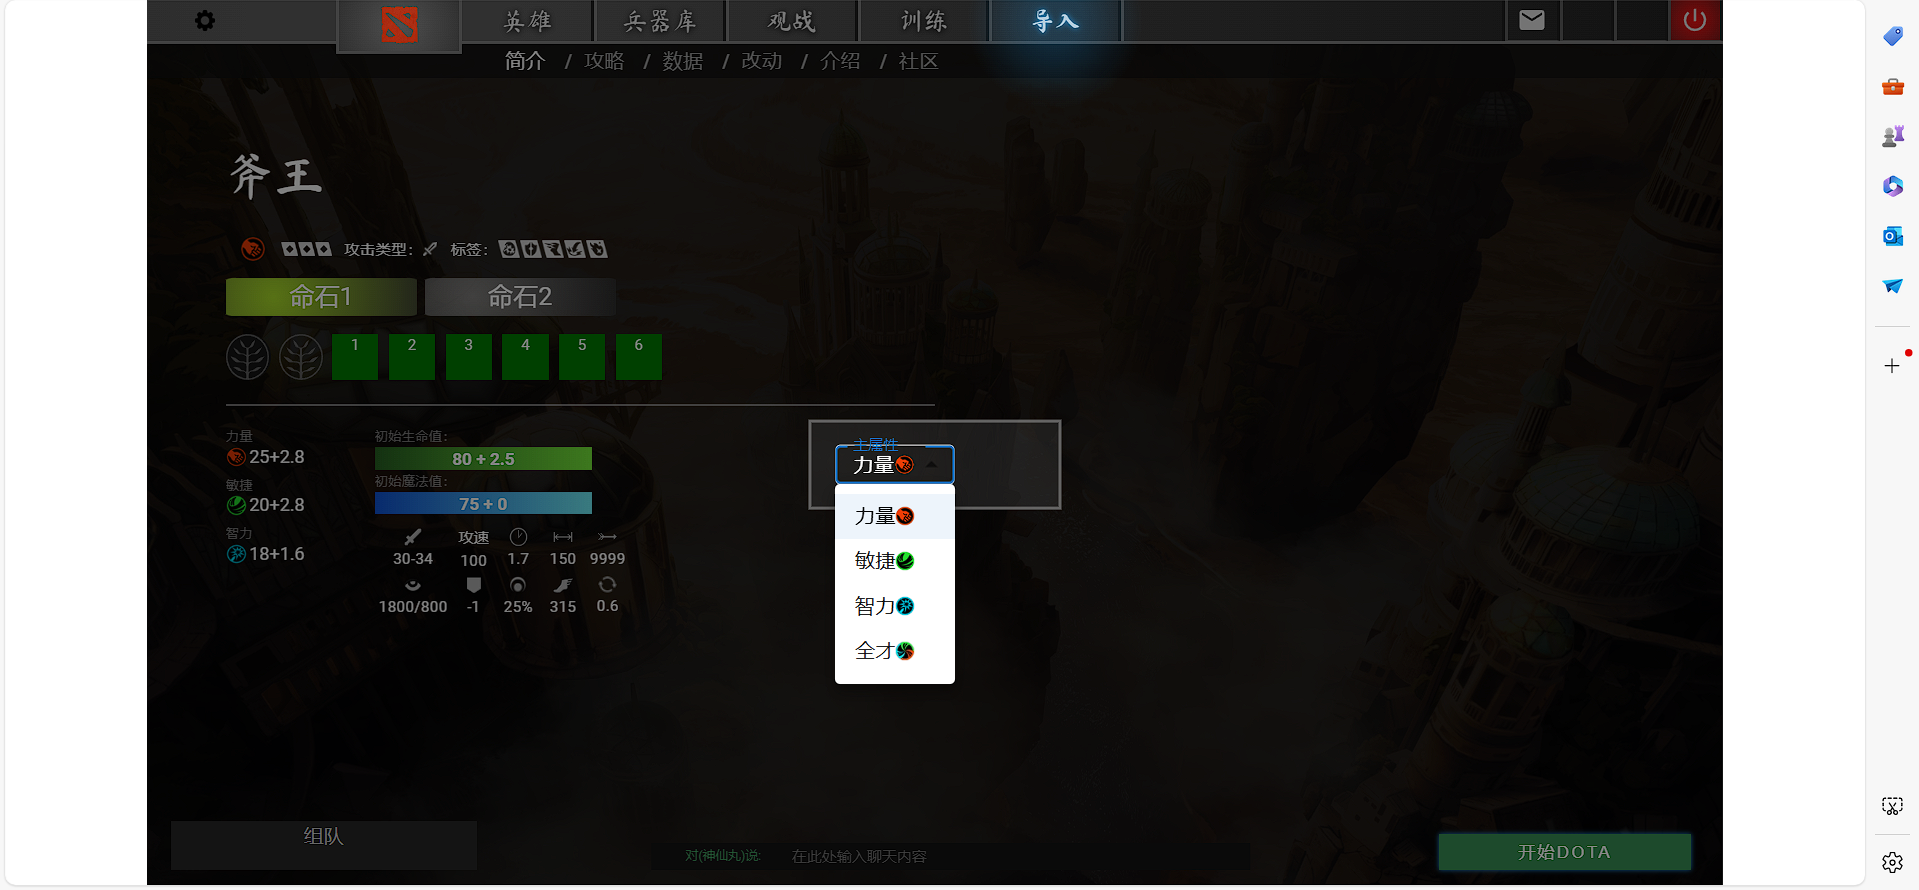 英雄 兵器库 观战 训练 导入
简介 / 攻略 / 数据 / 改动 / 介绍 / 社区
斧王
攻击类型: 标签:
命石1 命石2
1 2 3 4 5 6
力量
25+2.8
敏捷
20+2.8
智力
18+1.6
初始生命值:
80 + 2.5
初始魔法值:
75 + 0
攻速
30-34 100 1.7 150 9999
1800/800 -1 25% 315 0.6
主属性
力量
力量
敏捷
智力
全才
组队
对(神仙丸)说: 在此处输入聊天内容
开始DOTA